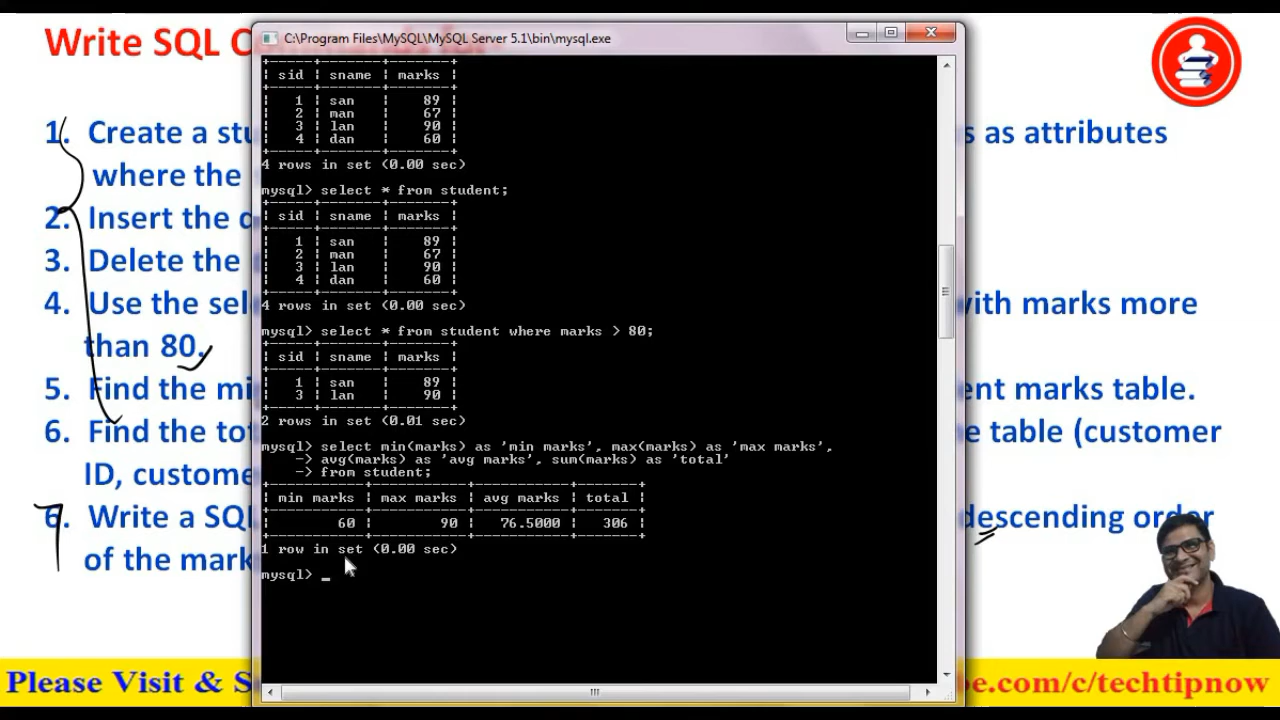 Write SQL C
C:\Program Files\MySQL\MySQL Server 5.1\bin\mysql.exe
1. Create a stu s as attributes
where the
2. Insert the d
3. Delete the
4. Use the sel with marks more
than 80.
5. Find the mi ent marks table.
6. Find the tot e table (customer
ID, custome
7 6. Write a SQ descending order
of the mark
+-----+-------+-------+
| sid | sname | marks |
+-----+-------+-------+
| 1 | san | 89 |
| 2 | man | 67 |
| 3 | lan | 90 |
| 4 | dan | 60 |
+-----+-------+-------+
4 rows in set (0.00 sec)
mysql> select * from student;
+-----+-------+-------+
| sid | sname | marks |
+-----+-------+-------+
| 1 | san | 89 |
| 2 | man | 67 |
| 3 | lan | 90 |
| 4 | dan | 60 |
+-----+-------+-------+
4 rows in set (0.00 sec)
mysql> select * from student where marks > 80;
+-----+-------+-------+
| sid | sname | marks |
+-----+-------+-------+
| 1 | san | 89 |
| 3 | lan | 90 |
+-----+-------+-------+
2 rows in set (0.01 sec)
mysql> select min(marks) as 'min marks', max(marks) as 'max marks',
-> avg(marks) as 'avg marks', sum(marks) as 'total'
-> from student;
+-----------+-----------+-----------+-------+
| min marks | max marks | avg marks | total |
+-----------+-----------+-----------+-------+
| 60 | 90 | 76.5000 | 306 |
+-----------+-----------+-----------+-------+
1 row in set (0.00 sec)
mysql> _
Please Visit & S be.com/c/techtipnow